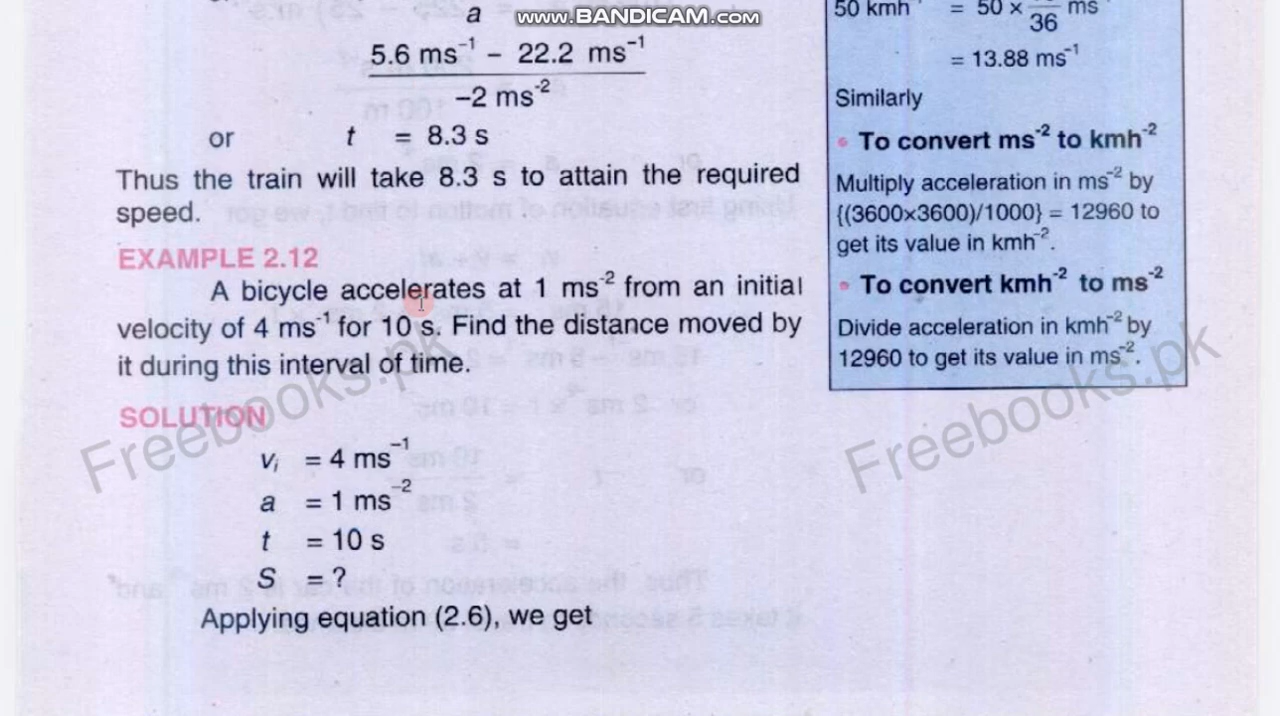 www.BANDICAM.com
a
5.6 ms⁻¹ – 22.2 ms⁻¹
–2 ms⁻²
or t = 8.3 s
Thus the train will take 8.3 s to attain the required
speed.
EXAMPLE 2.12
A bicycle accelerates at 1 ms⁻² from an initial
velocity of 4 ms⁻¹ for 10 s. Find the distance moved by
it during this interval of time.
SOLUTION
vᵢ = 4 ms⁻¹
a = 1 ms⁻²
t = 10 s
S = ?
Applying equation (2.6), we get
50 kmh = 50 × /36 ms
= 13.88 ms⁻¹
Similarly
• To convert ms⁻² to kmh⁻²
Multiply acceleration in ms⁻² by
{(3600×3600)/1000} = 12960 to
get its value in kmh⁻².
• To convert kmh⁻² to ms⁻²
Divide acceleration in kmh⁻² by
12960 to get its value in ms⁻².
Freebooks.pk
Freebooks.pk